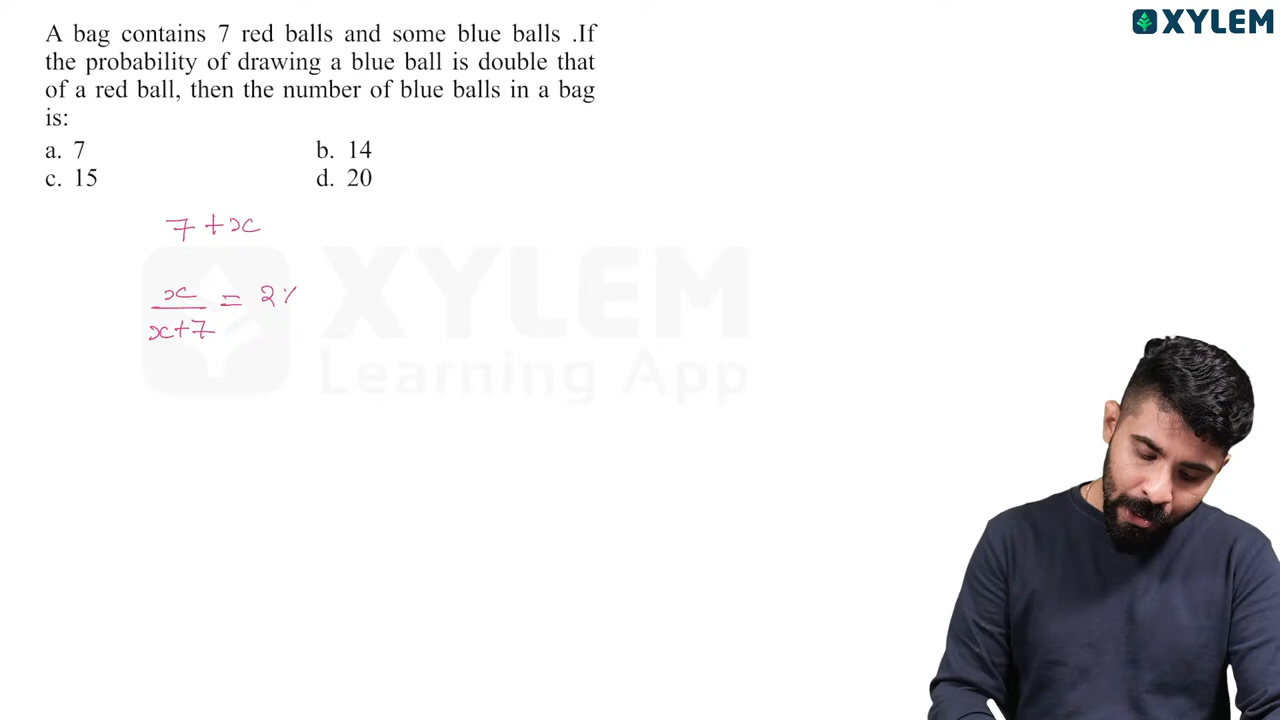 A bag contains 7 red balls and some blue balls .If
the probability of drawing a blue ball is double that
of a red ball, then the number of blue balls in a bag
is:
a. 7 b. 14
c. 15 d. 20
XYLEM
7 + x
x
x+7
= 2
XYLEM
Learning App